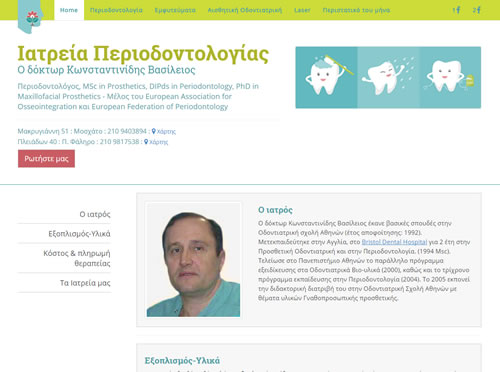 Home Περιοδοντολογία Εμφυτεύματα Αισθητική Οδοντιατρική Laser Περιστατικά του μήνα 1 f 2 f
Ιατρεία Περιοδοντολογίας
Ο δόκτωρ Κωνσταντινίδης Βασίλειος
Περιοδοντολόγος, MSc in Prosthetics, DIPds in Periodontology, PhD in
Maxillofacial Prosthetics - Μέλος του European Association for
Osseointegration και European Federation of Periodontology
Μακρυγιάννη 51 : Μοσχάτο : 210 9403894 : Χάρτης
Πλειάδων 40 : Π. Φάληρο : 210 9817538 : Χάρτης
Ρωτήστε μας
Ο ιατρός
Εξοπλισμός-Υλικά
Κόστος & πληρωμή
θεραπείας
Τα Ιατρεία μας
Ο ιατρός
Ο δόκτωρ Κωνσταντινίδης Βασίλειος έκανε βασικές σπουδές στην
Οδοντιατρική σχολή Αθηνών (έτος αποφοίτησης: 1992).
Μετεκπαιδεύτηκε στην Αγγλία, στο Bristol Dental Hospital για 2 έτη στην
Προσθετική Οδοντιατρική και στην Περιοδοντολογία, (1994 Msc).
Τελείωσε στο Πανεπιστήμιο Αθηνών το παράλληλο πρόγραμμα
εξειδίκευσης στα Οδοντιατρικά Βιο-υλικά (2000), καθώς και το τρίχρονο
πρόγραμμα εκπαίδευσης στην Περιοδοντολογία (2004). Το 2005 εκπονεί
την διδακτορική διατριβή του στην Οδοντιατρική Σχολή Αθηνών με
θέματα υλικών Γναθοπροσωπικής προσθετικής.
Εξοπλισμός-Υλικά